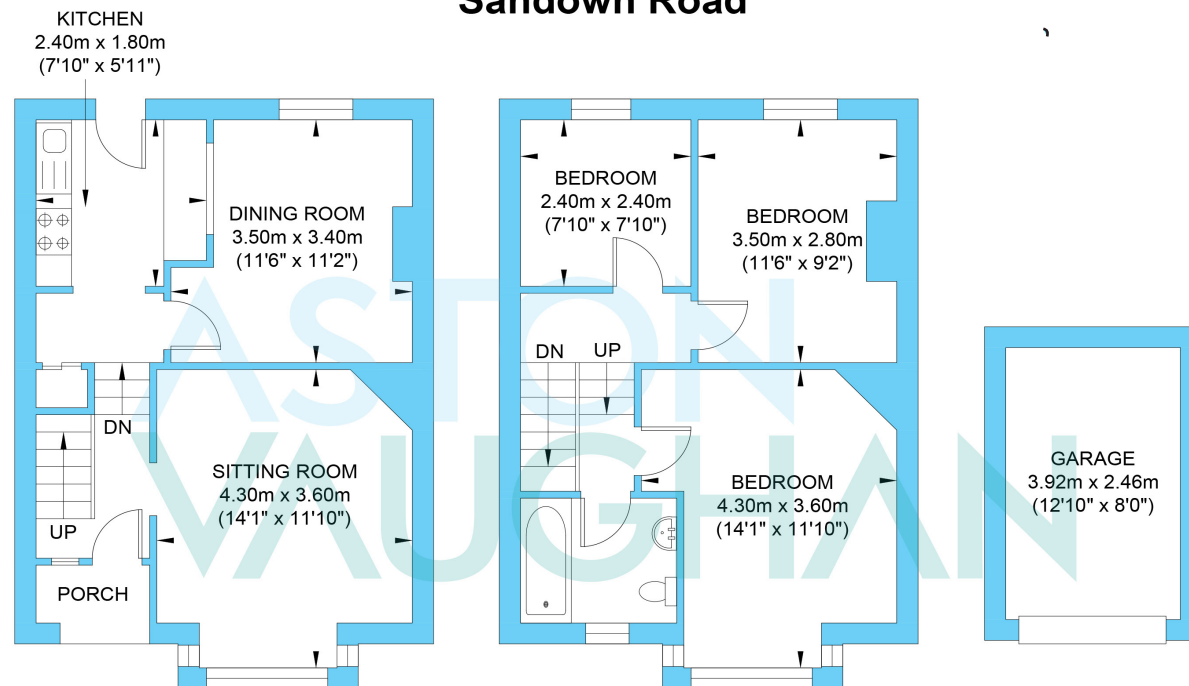 Sandown Road
KITCHEN
2.40m x 1.80m
(7'10" x 5'11")
DINING ROOM
3.50m x 3.40m
(11'6" x 11'2")
DN
SITTING ROOM
4.30m x 3.60m
(14'1" x 11'10")
UP
PORCH
BEDROOM
2.40m x 2.40m
(7'10" x 7'10")
BEDROOM
3.50m x 2.80m
(11'6" x 9'2")
DN
UP
BEDROOM
4.30m x 3.60m
(14'1" x 11'10")
GARAGE
3.92m x 2.46m
(12'10" x 8'0")
ASTON
VAUGHAN